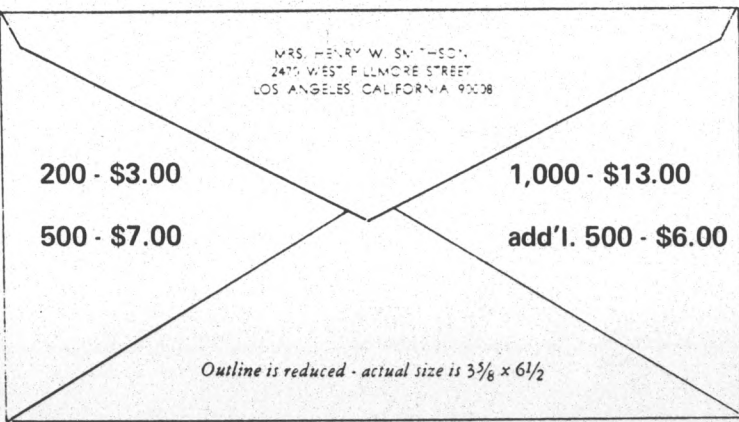 MRS. HENRY W. SMITHSON
WEST FILLMORE STREET
LOS ANGELES, CALIFORNIA
200 - $3.00
1,000 - $13.00
500 - $7.00
add'l. 500 - $6.00
Outline is reduced - actual size is 3⅝ x 6½